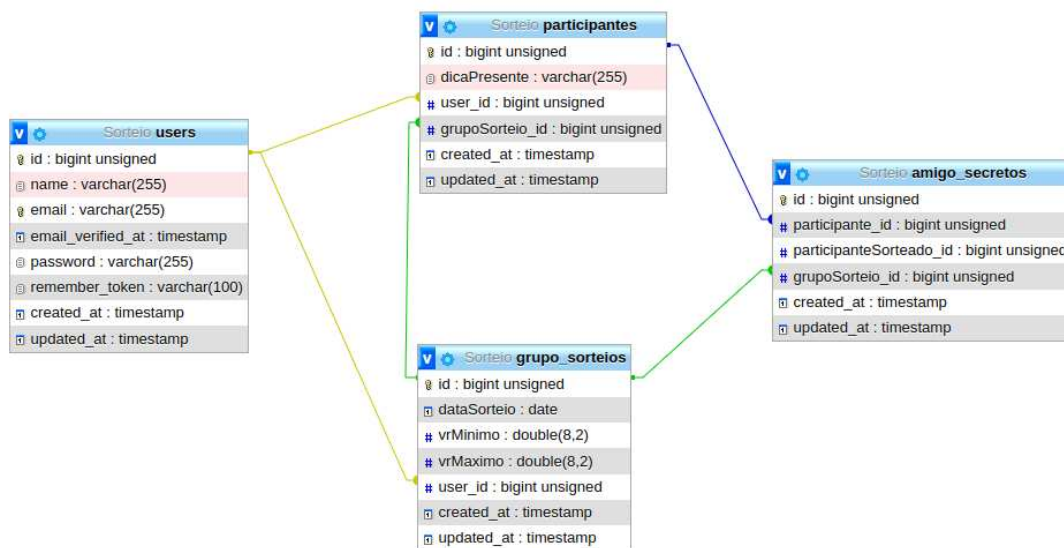 Sorteio users
id : bigint unsigned
name : varchar(255)
email : varchar(255)
email_verified_at : timestamp
password : varchar(255)
remember_token : varchar(100)
created_at : timestamp
updated_at : timestamp
Sorteio participantes
id : bigint unsigned
dicaPresente : varchar(255)
user_id : bigint unsigned
grupoSorteio_id : bigint unsigned
created_at : timestamp
updated_at : timestamp
Sorteio grupo_sorteios
id : bigint unsigned
dataSorteio : date
vrMinimo : double(8,2)
vrMaximo : double(8,2)
user_id : bigint unsigned
created_at : timestamp
updated_at : timestamp
Sorteio amigo_secretos
id : bigint unsigned
participante_id : bigint unsigned
participanteSorteado_id : bigint unsigned
grupoSorteio_id : bigint unsigned
created_at : timestamp
updated_at : timestamp